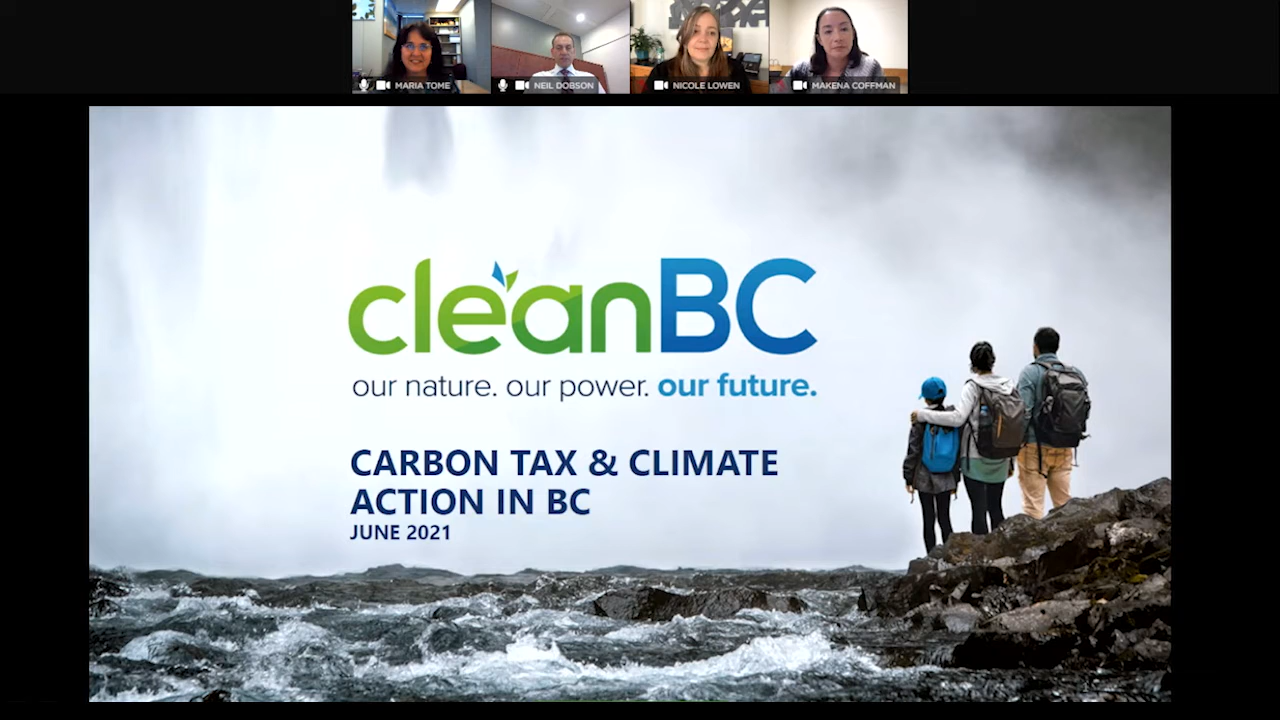 MARIA TOME
NEIL DOBSON
NICOLE LOWEN
MAKENA COFFMAN
cleanBC
our nature. our power. our future.
CARBON TAX & CLIMATE
ACTION IN BC
JUNE 2021